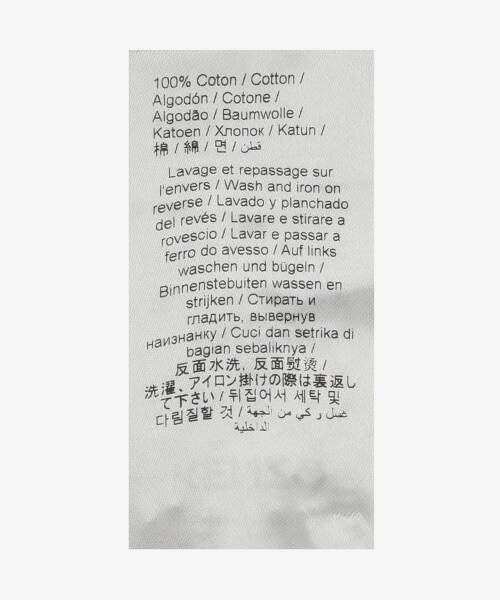 100% Coton / Cotton /
Algodón / Cotone /
Algodão / Baumwolle /
Katoen / Хлопок / Katun /
棉 / 綿 / 면 / قطن
Lavage et repassage sur
l'envers / Wash and iron on
reverse / Lavado y planchado
del revés / Lavare e stirare a
rovescio / Lavar e passar a
ferro do avesso / Auf links
waschen und bügeln /
Binnenstebuiten wassen en
strijken / Стирать и
гладить, вывернув
наизнанку / Cuci dan setrika di
bagian sebaliknya /
反面水洗, 反面熨烫 /
洗濯、アイロン掛けの際は裏返し
て下さい / 뒤집어서 세탁 및
다림질할 것 / غسل و كي من الجهة
الداخلية